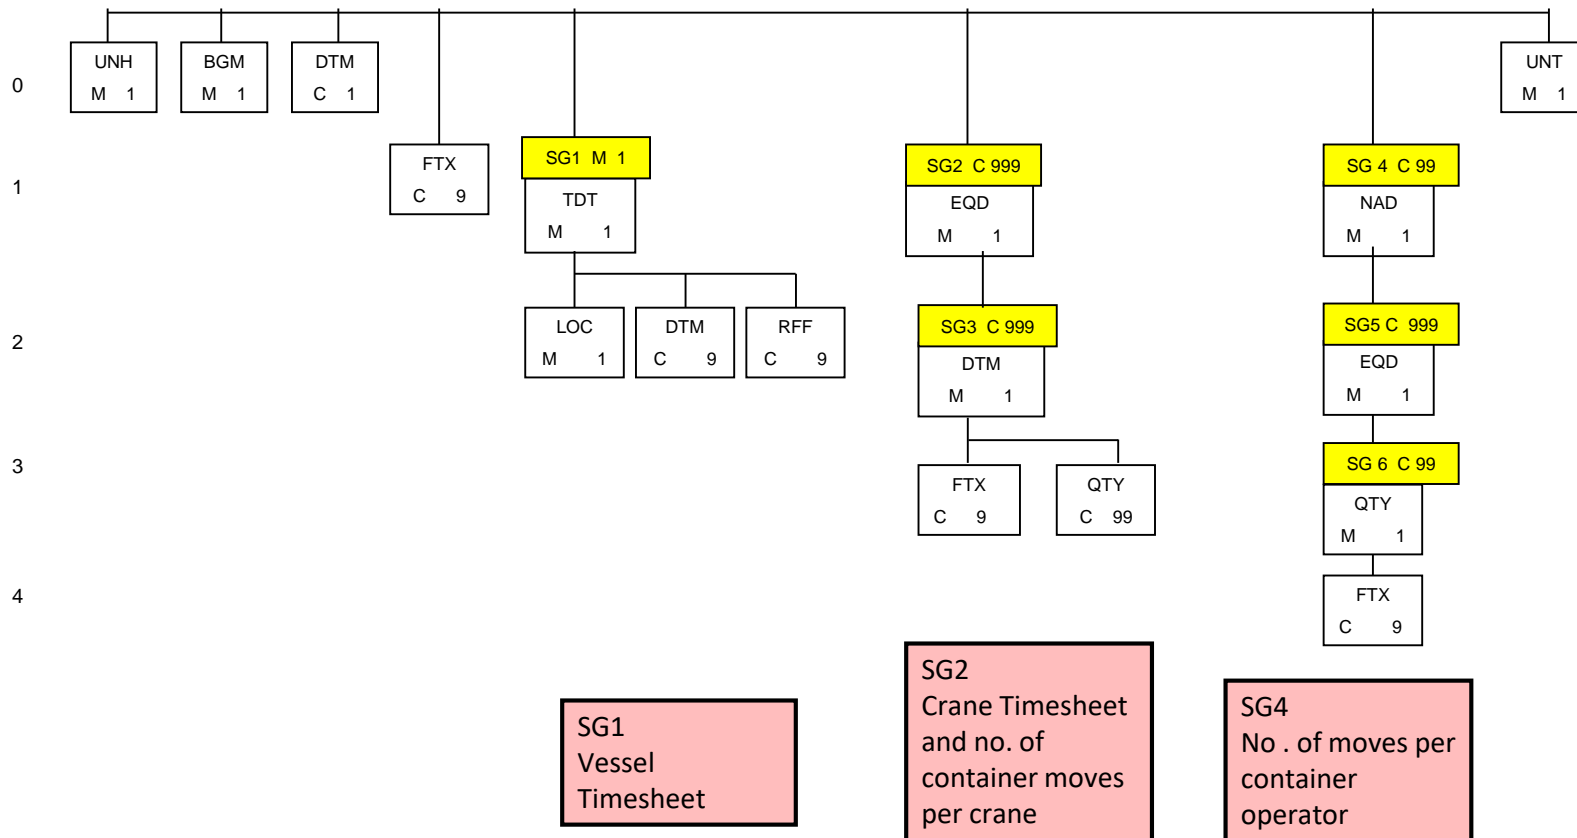 UNH
M 1
BGM
M 1
DTM
C 1
UNT
M 1
0
FTX
C 9
SG1 M 1
TDT
M 1
SG2 C 999
EQD
M 1
SG 4 C 99
NAD
M 1
1
LOC
M 1
DTM
C 9
RFF
C 9
SG3 C 999
DTM
M 1
SG5 C 999
EQD
M 1
2
FTX
C 9
QTY
C 99
SG 6 C 99
QTY
M 1
3
FTX
C 9
4
SG1
Vessel
Timesheet
SG2
Crane Timesheet
and no. of
container moves
per crane
SG4
No . of moves per
container
operator